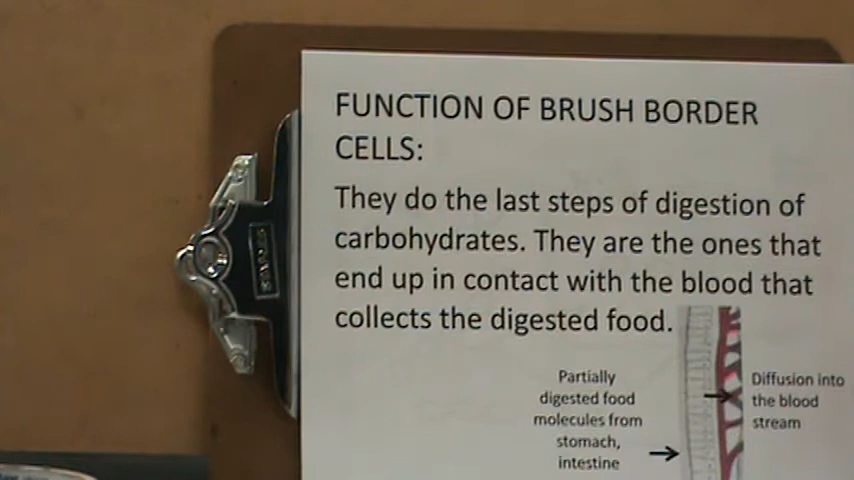 FUNCTION OF BRUSH BORDER
CELLS:
They do the last steps of digestion of
carbohydrates. They are the ones that
end up in contact with the blood that
collects the digested food.
Partially
digested food
molecules from
stomach,
intestine
Diffusion into
the blood
stream